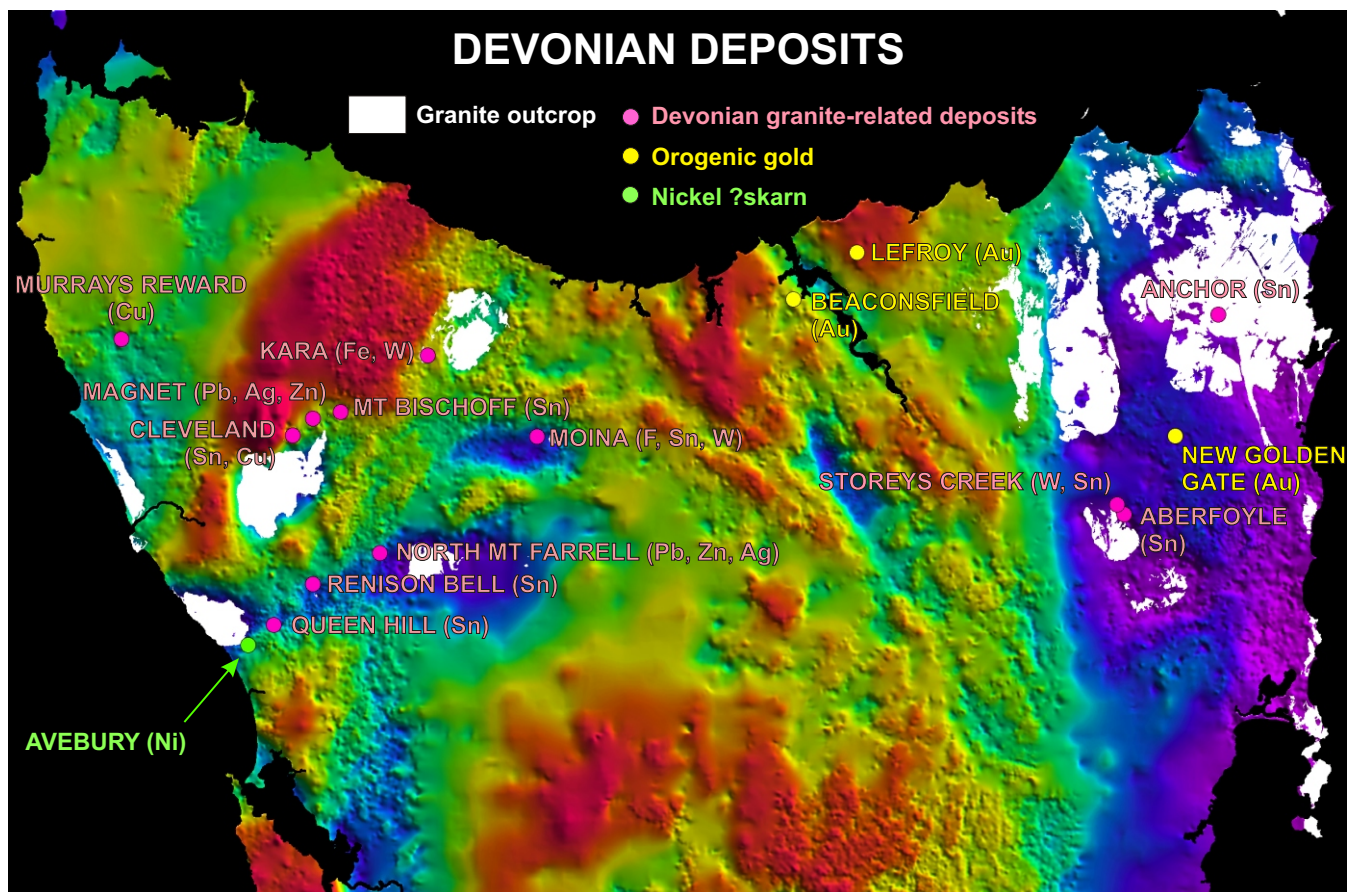 DEVONIAN DEPOSITS
Granite outcrop
Devonian granite-related deposits
Orogenic gold
Nickel ?skarn
LEFROY (Au)
MURRAYS REWARD
(Cu)
ANCHOR (Sn)
BEACONSFIELD
(Au)
KARA (Fe, W)
MAGNET (Pb, Ag, Zn)
MT BISCHOFF (Sn)
CLEVELAND
(Sn, Cu)
MOINA (F, Sn, W)
NEW GOLDEN
GATE (Au)
STOREYS CREEK (W, Sn)
ABERFOYLE
(Sn)
NORTH MT FARRELL (Pb, Zn, Ag)
RENISON BELL (Sn)
QUEEN HILL (Sn)
AVEBURY (Ni)